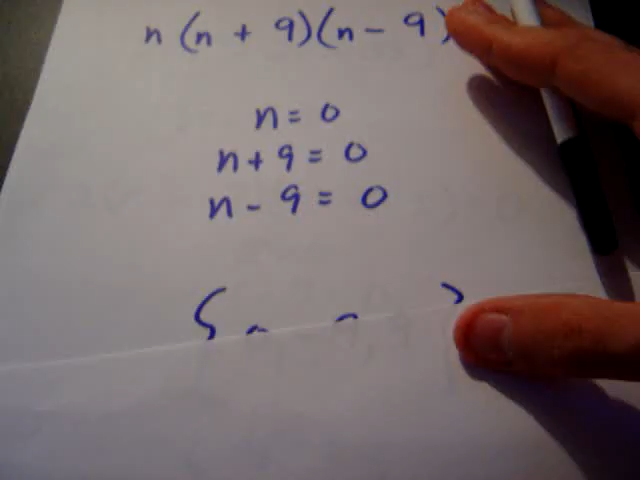 n (n + 9)(n - 9)
n = 0
n + 9 = 0
n - 9 = 0